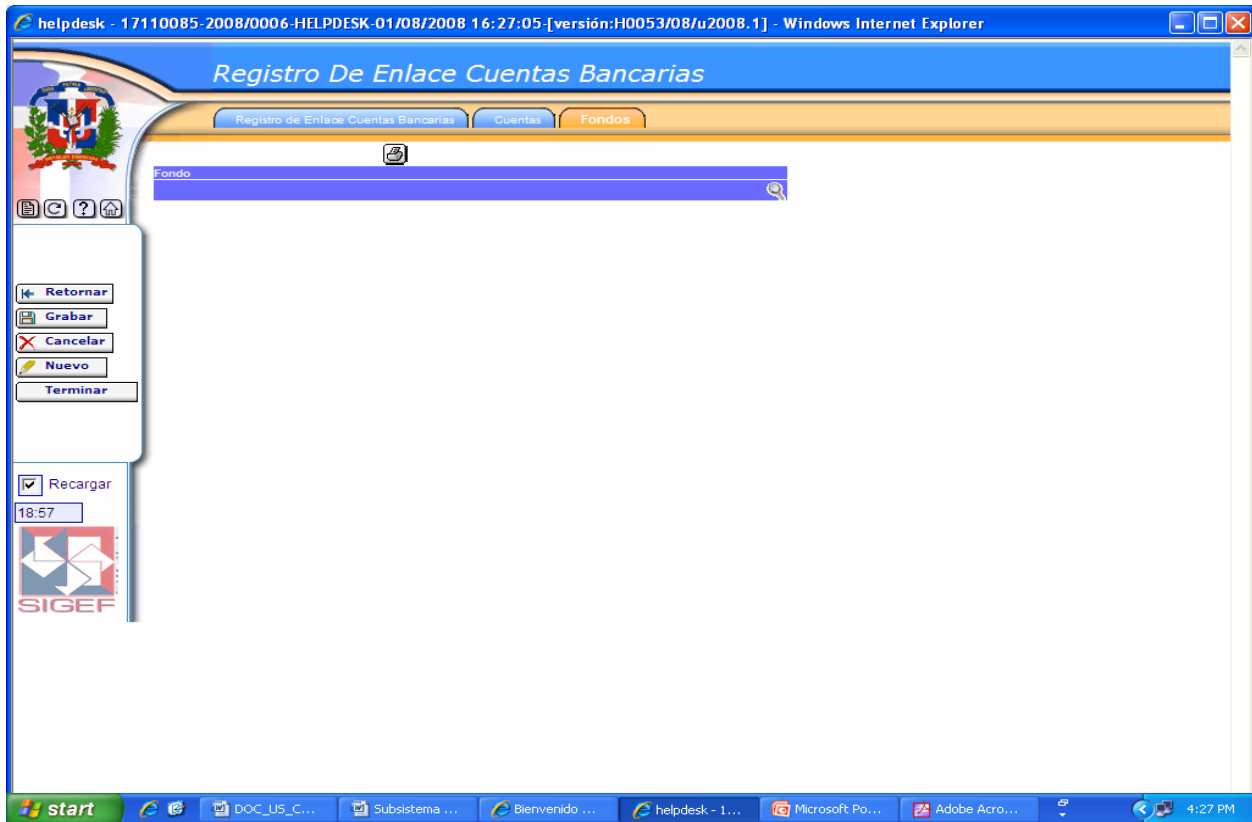 helpdesk - 17110085-2008/0006-HELPDESK-01/08/2008 16:27:05-[versión:H0053/08/u2008.1] - Windows Internet Explorer
Registro De Enlace Cuentas Bancarias
Registro de Enlace Cuentas Bancarias Cuentas Fondos
Fondo
Retornar
Grabar
Cancelar
Nuevo
Terminar
Recargar
18:57
SIGEF
start DOC_US_C... Subsistema ... Bienvenido ... helpdesk - 1... Microsoft Po... Adobe Acro... 4:27 PM